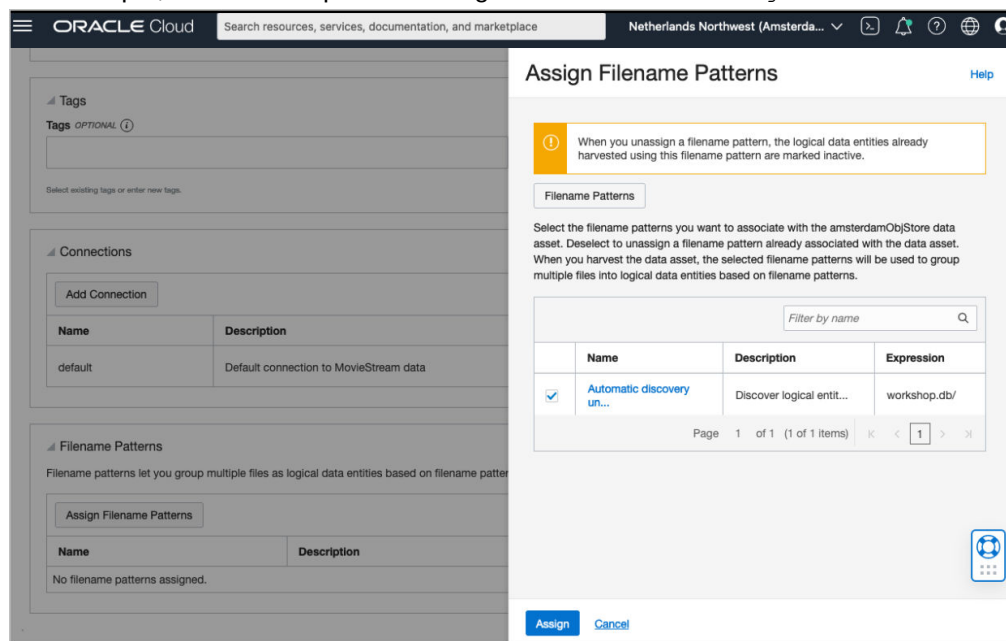 ORACLE Cloud
Search resources, services, documentation, and marketplace
Netherlands Northwest (Amsterda...
Tags
Tags OPTIONAL
Select existing tags or enter new tags.
Connections
Add Connection
Name Description
default Default connection to MovieStream data
Filename Patterns
Filename patterns let you group multiple files as logical data entities based on filename patter
Assign Filename Patterns
Name Description
No filename patterns assigned.
Assign Filename Patterns
Help
When you unassign a filename pattern, the logical data entities already
harvested using this filename pattern are marked inactive.
Filename Patterns
Select the filename patterns you want to associate with the amsterdamObjStore data
asset. Deselect to unassign a filename pattern already associated with the data asset.
When you harvest the data asset, the selected filename patterns will be used to group
multiple files into logical data entities based on filename patterns.
Filter by name
Name Description Expression
Automatic discovery
un...
Discover logical entit...
workshop.db/
Page 1 of 1 (1 of 1 items) 1
Assign Cancel